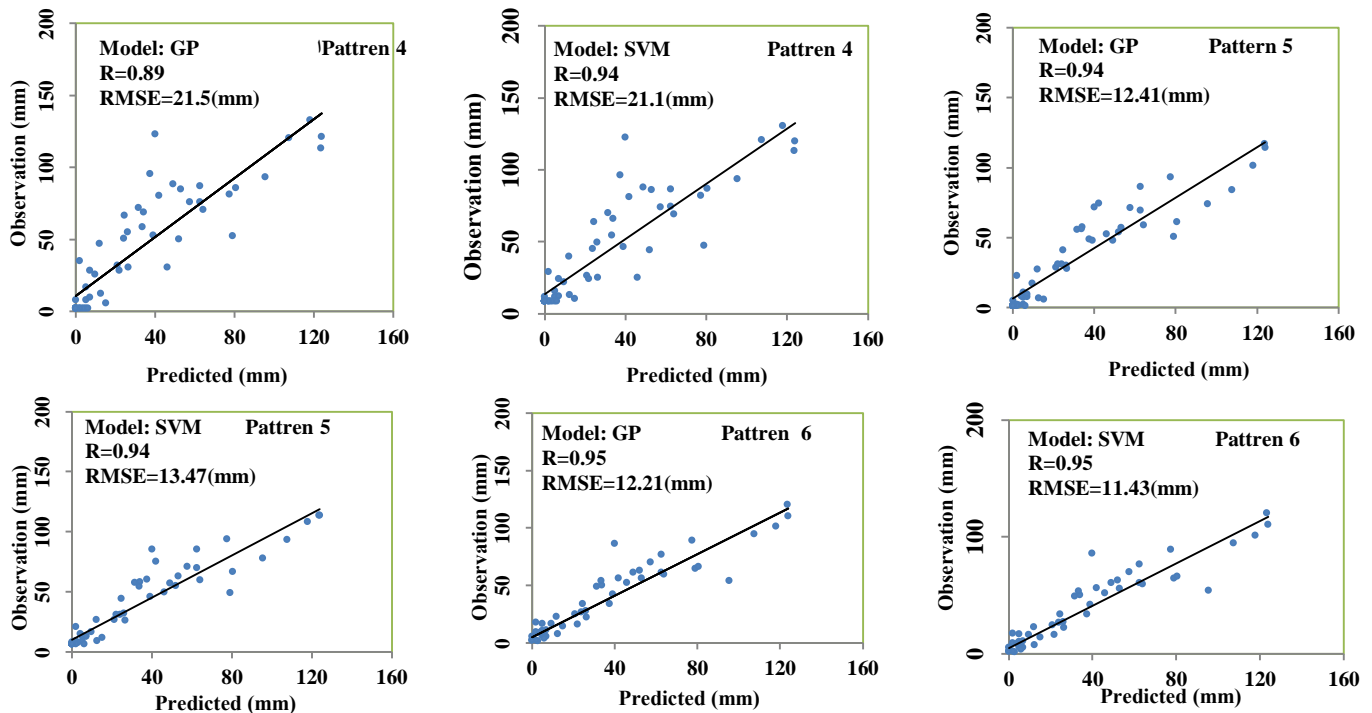 Model: GP Pattren 4
R=0.89
RMSE=21.5(mm)
Observation (mm)
200
150
100
50
0
0 40 80 120 160
Predicted (mm)
Model: SVM Pattren 4
R=0.94
RMSE=21.1(mm)
Observation (mm)
200
150
100
50
0
0 40 80 120 160
Predicted (mm)
Model: GP Pattern 5
R=0.94
RMSE=12.41(mm)
Observation (mm)
200
150
100
50
0
0 40 80 120 160
Predicted (mm)
Model: SVM Pattren 5
R=0.94
RMSE=13.47(mm)
Observation (mm)
200
150
100
50
0
0 40 80 120 160
Predicted (mm)
Model: GP Pattren 6
R=0.95
RMSE=12.21(mm)
Observation (mm)
200
150
100
50
0
0 40 80 120 160
Predicted (mm)
Model: SVM Pattren 6
R=0.95
RMSE=11.43(mm)
Observation (mm)
200
100
0
0 40 80 120 160
Predicted (mm)